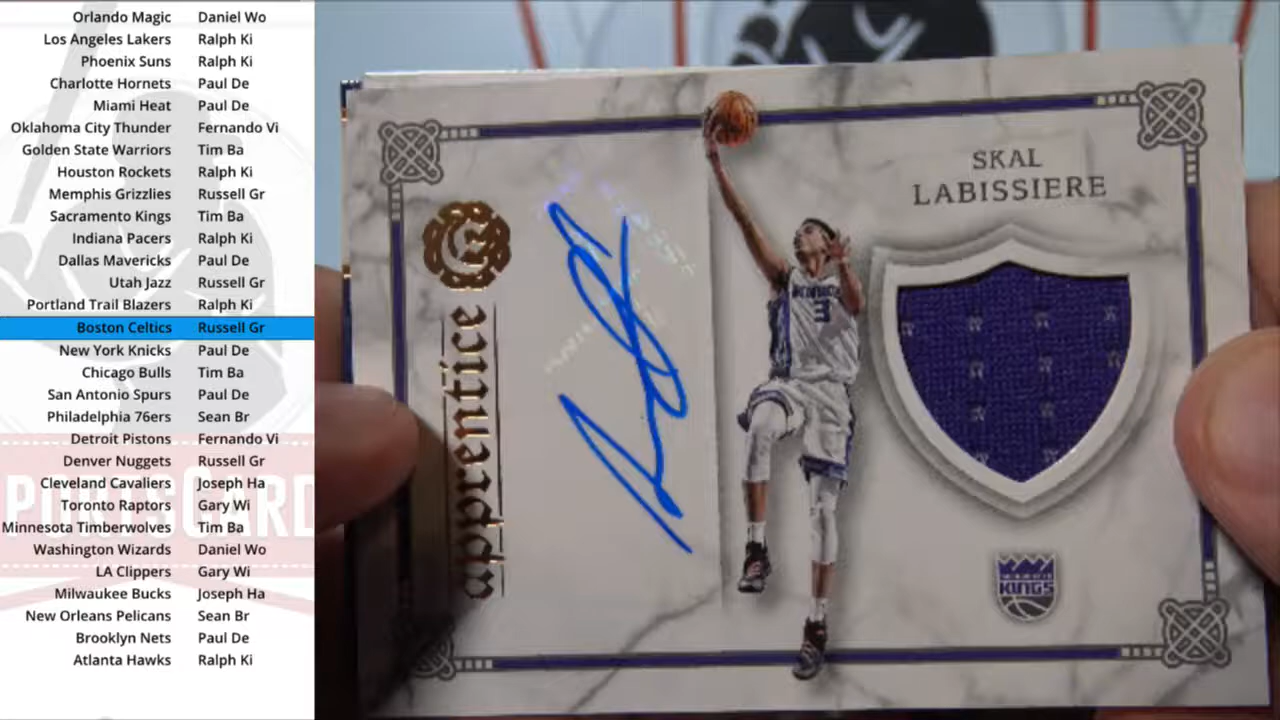 Orlando Magic Daniel Wo
Los Angeles Lakers Ralph Ki
Phoenix Suns Ralph Ki
Charlotte Hornets Paul De
Miami Heat Paul De
Oklahoma City Thunder Fernando Vi
Golden State Warriors Tim Ba
Houston Rockets Ralph Ki
Memphis Grizzlies Russell Gr
Sacramento Kings Tim Ba
Indiana Pacers Ralph Ki
Dallas Mavericks Paul De
Utah Jazz Russell Gr
Portland Trail Blazers Ralph Ki
Boston Celtics Russell Gr
New York Knicks Paul De
Chicago Bulls Tim Ba
San Antonio Spurs Paul De
Philadelphia 76ers Sean Br
Detroit Pistons Fernando Vi
Denver Nuggets Russell Gr
Cleveland Cavaliers Joseph Ha
Toronto Raptors Gary Wi
Minnesota Timberwolves Tim Ba
Washington Wizards Daniel Wo
LA Clippers Gary Wi
Milwaukee Bucks Joseph Ha
New Orleans Pelicans Sean Br
Brooklyn Nets Paul De
Atlanta Hawks Ralph Ki
PORTSCARD
apprentice
SKAL
LABISSIERE
3
KINGS